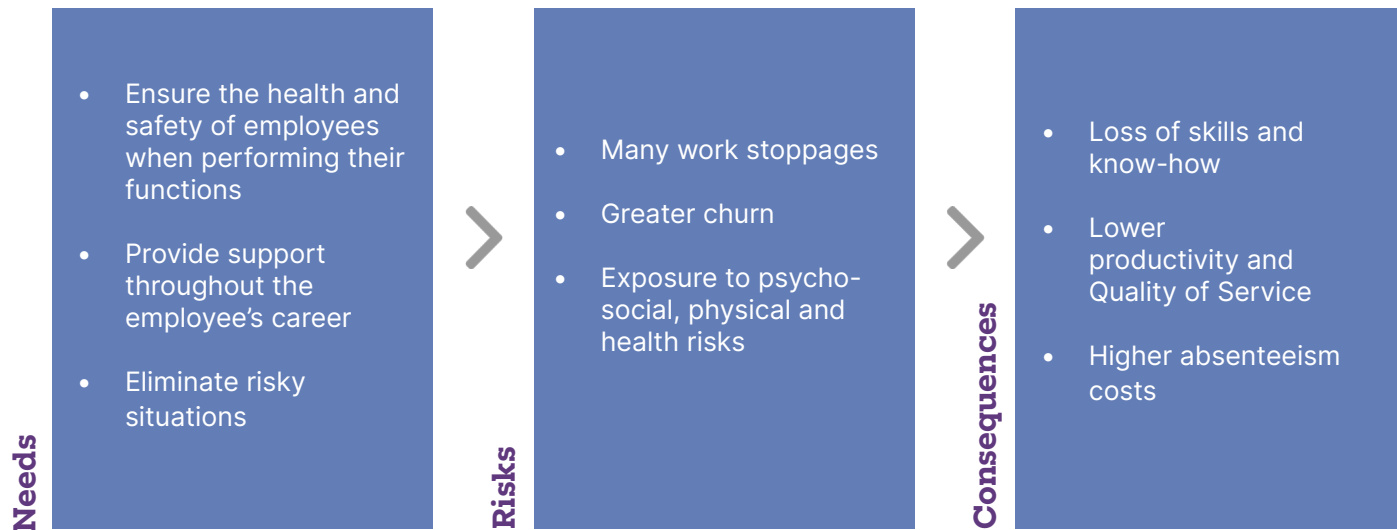 Needs
• Ensure the health and
safety of employees
when performing their
functions
• Provide support
throughout the
employee’s career
• Eliminate risky
situations
Risks
• Many work stoppages
• Greater churn
• Exposure to psycho-
social, physical and
health risks
Consequences
• Loss of skills and
know-how
• Lower
productivity and
Quality of Service
• Higher absenteeism
costs